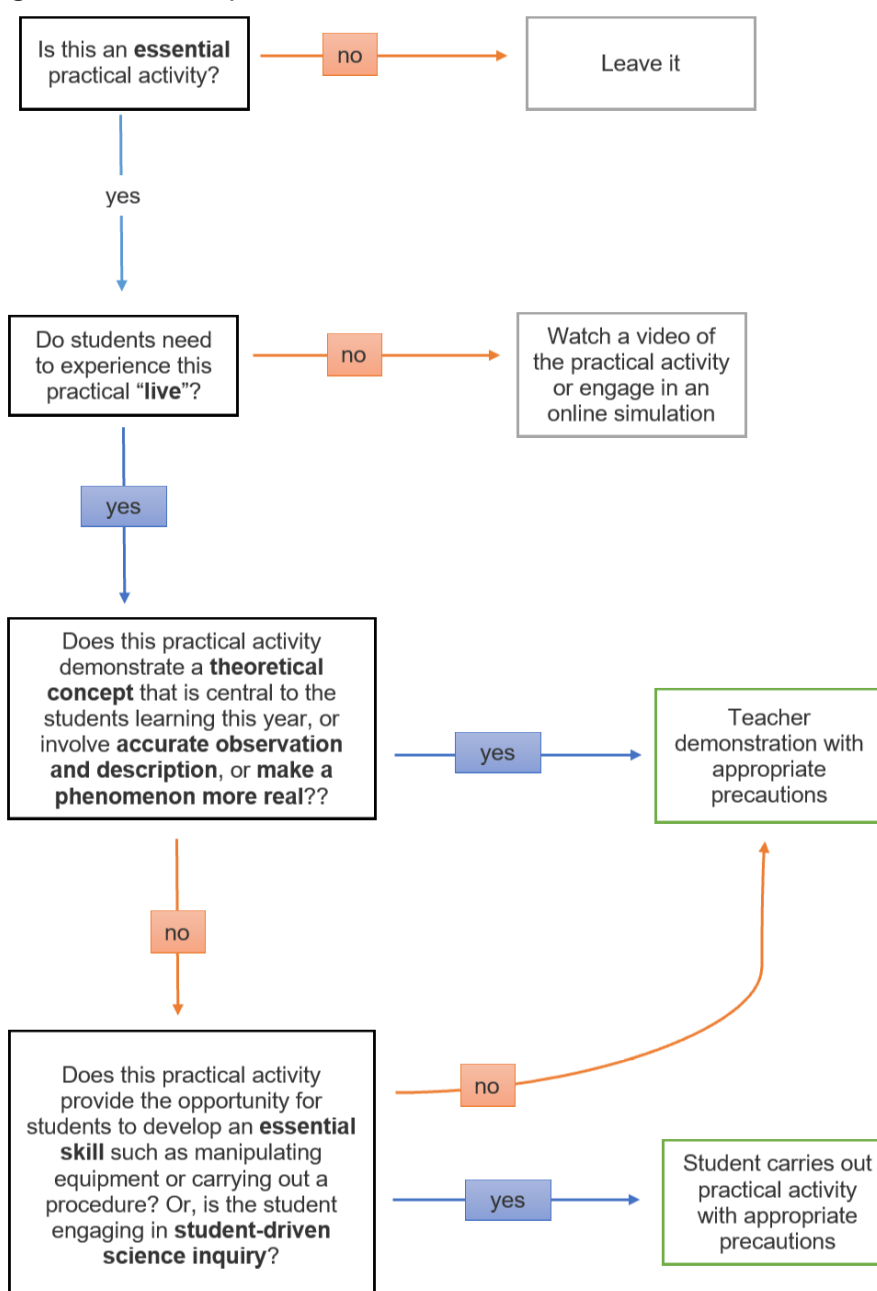 Is this an essential
practical activity?
no
Leave it
yes
Do students need
to experience this
practical “live”?
no
Watch a video of
the practical activity
or engage in an
online simulation
yes
Does this practical activity
demonstrate a theoretical
concept that is central to the
students learning this year, or
involve accurate observation
and description, or make a
phenomenon more real??
yes
Teacher
demonstration with
appropriate
precautions
no
Does this practical activity
provide the opportunity for
students to develop an essential
skill such as manipulating
equipment or carrying out a
procedure? Or, is the student
engaging in student-driven
science inquiry?
no
yes
Student carries out
practical activity
with appropriate
precautions